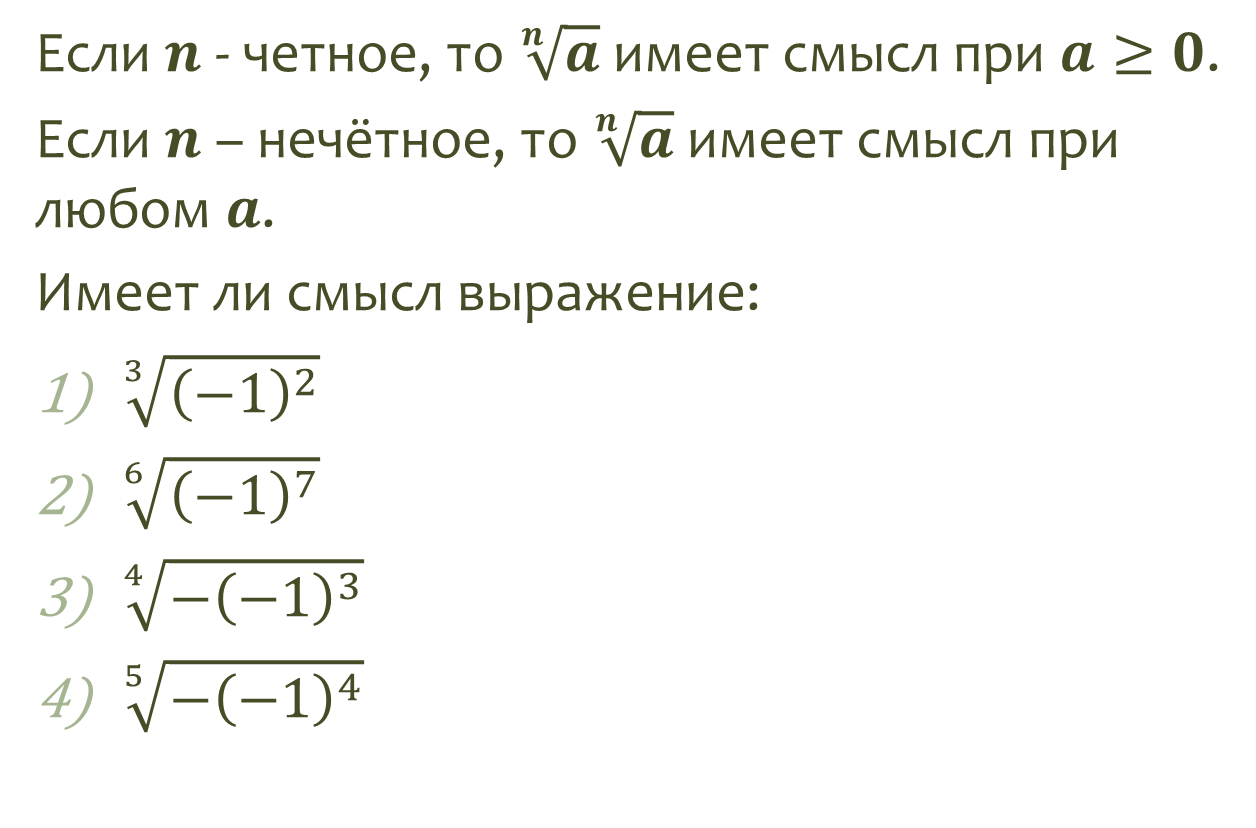 Если n - четное, то ⁿ√a имеет смысл при a ≥ 0.
Если n – нечётное, то ⁿ√a имеет смысл при
любом a.
Имеет ли смысл выражение:
1) ³√(−1)²
2) ⁶√(−1)⁷
3) ⁴√−(−1)³
4) ⁵√−(−1)⁴